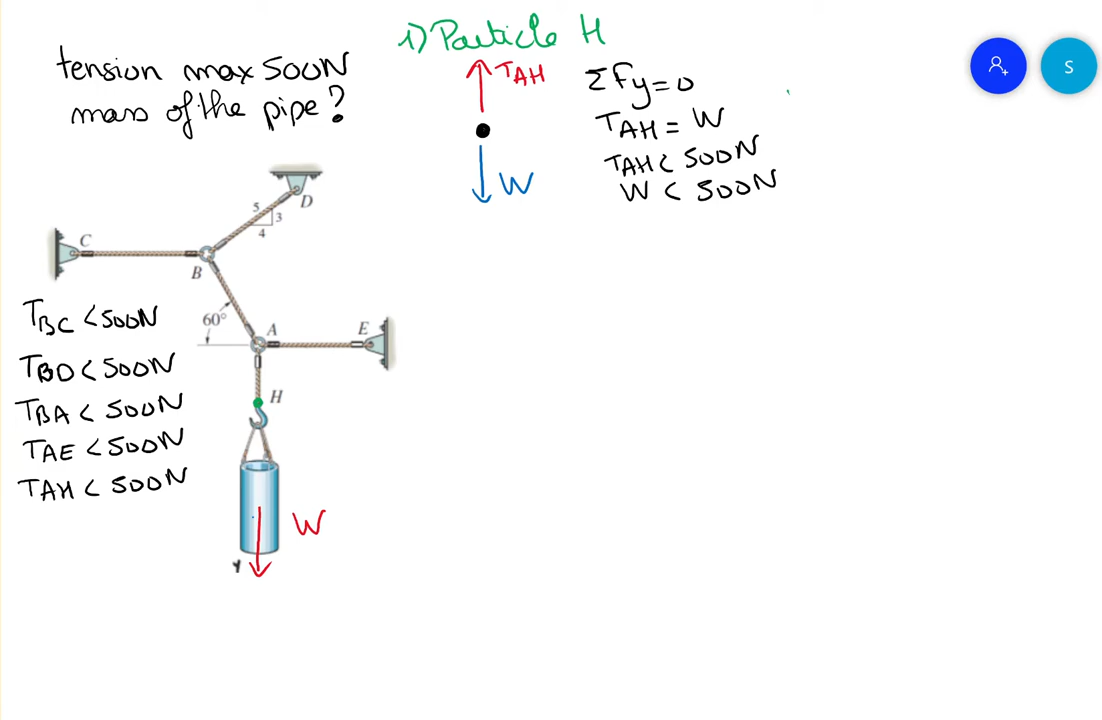 tension max 500N
mass of the pipe?
1) Particle H
TAH
W
ΣFy=0
TAH = W
TAH < 500N
W < 500N
S
D
5
3
4
C
B
60°
A
E
H
TBC < 500N
TBD < 500N
TBA < 500N
TAE < 500N
TAH < 500N
W